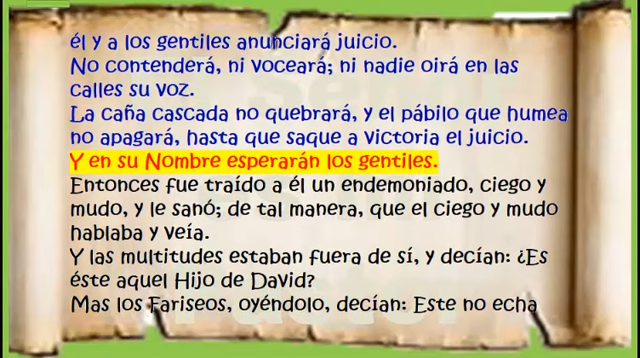 él y a los gentiles anunciará juicio.
No contenderá, ni voceará; ni nadie oirá en las
calles su voz.
La caña cascada no quebrará, y el pábilo que humea
no apagará, hasta que saque a victoria el juicio.
Y en su Nombre esperarán los gentiles.
Entonces fue traído a él un endemoniado, ciego y
mudo, y le sanó; de tal manera, que el ciego y mudo
hablaba y veía.
Y las multitudes estaban fuera de sí, y decían: ¿Es
éste aquel Hijo de David?
Mas los Fariseos, oyéndolo, decían: Este no echa